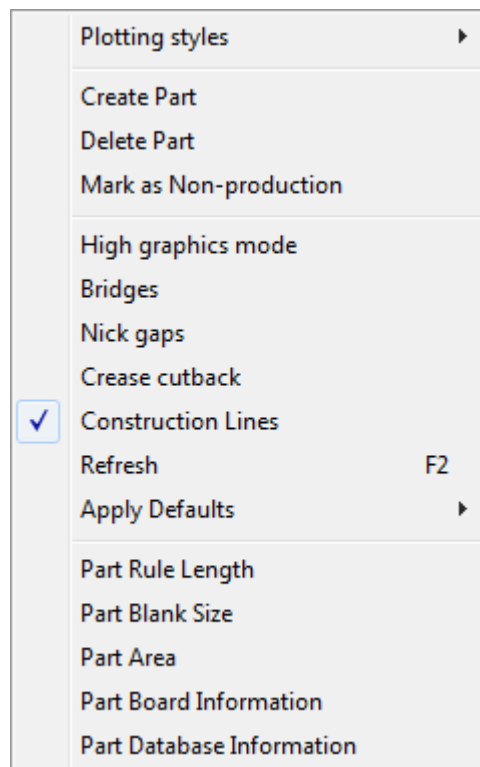 Plotting styles
Create Part
Delete Part
Mark as Non-production
High graphics mode
Bridges
Nick gaps
Crease cutback
Construction Lines
Refresh F2
Apply Defaults
Part Rule Length
Part Blank Size
Part Area
Part Board Information
Part Database Information